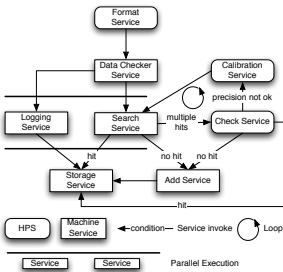 Format
Service
Data Checker
Service
Calibration
Service
precision not ok
Logging
Service
Search
Service
multiple
hits
Check Service
hit
no hit
no hit
Storage
Service
Add Service
hit
HPS
Machine
Service
condition
Service invoke
Loop
Service
Service
Parallel Execution